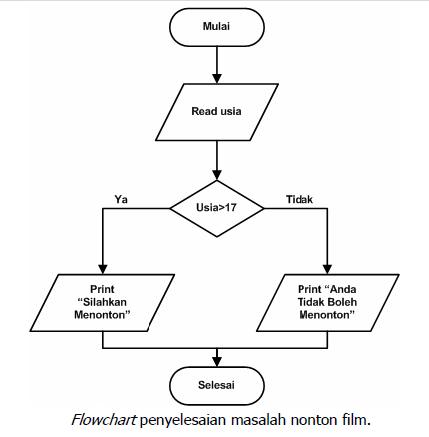 Mulai
Read usia
Usia>17
Ya
Tidak
Print
“Silahkan
Menonton”
Print “Anda
Tidak Boleh
Menonton”
Selesai
Flowchart penyelesaian masalah nonton film.